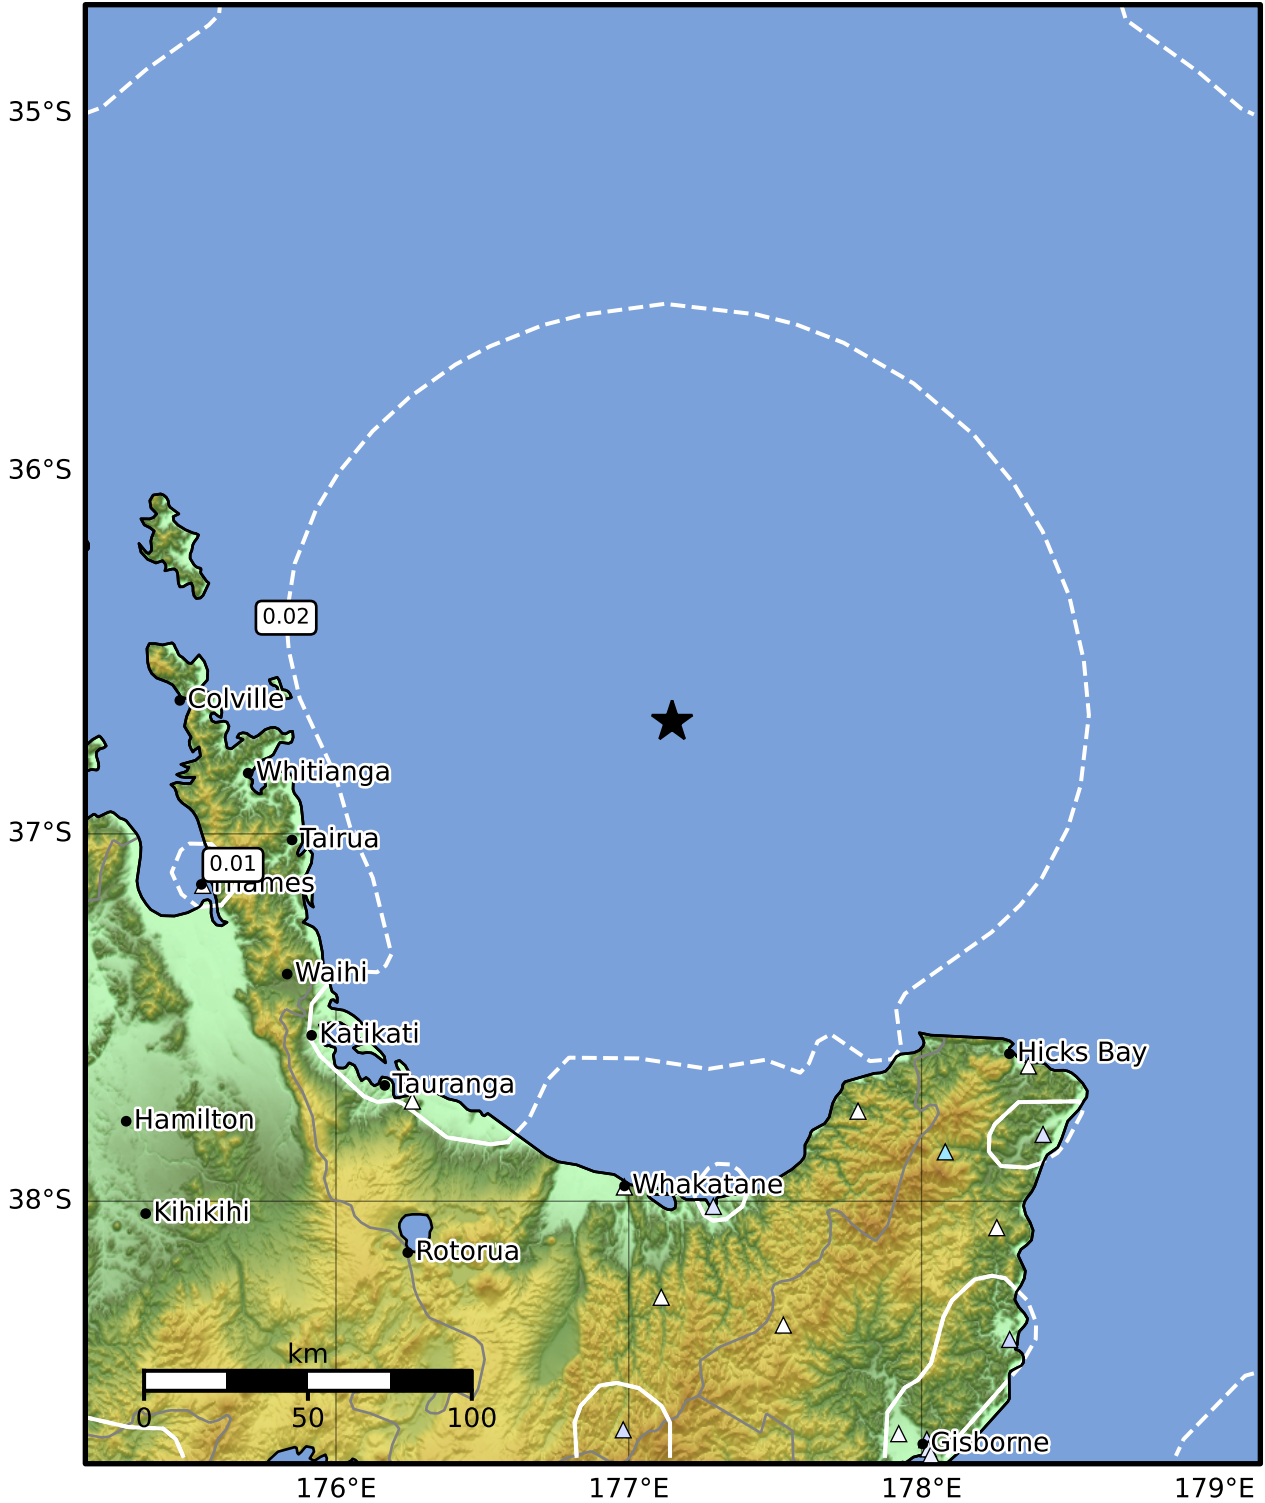 35°S
36°S
0.02
Colville
Whitianga
37°S
Tairua
0.01
Thames
Waihi
Katikati
Hicks Bay
Tauranga
Hamilton
Whakatane
38°S
Kihikihi
Rotorua
km
0 50 100
Gisborne
176°E 177°E 178°E 179°E